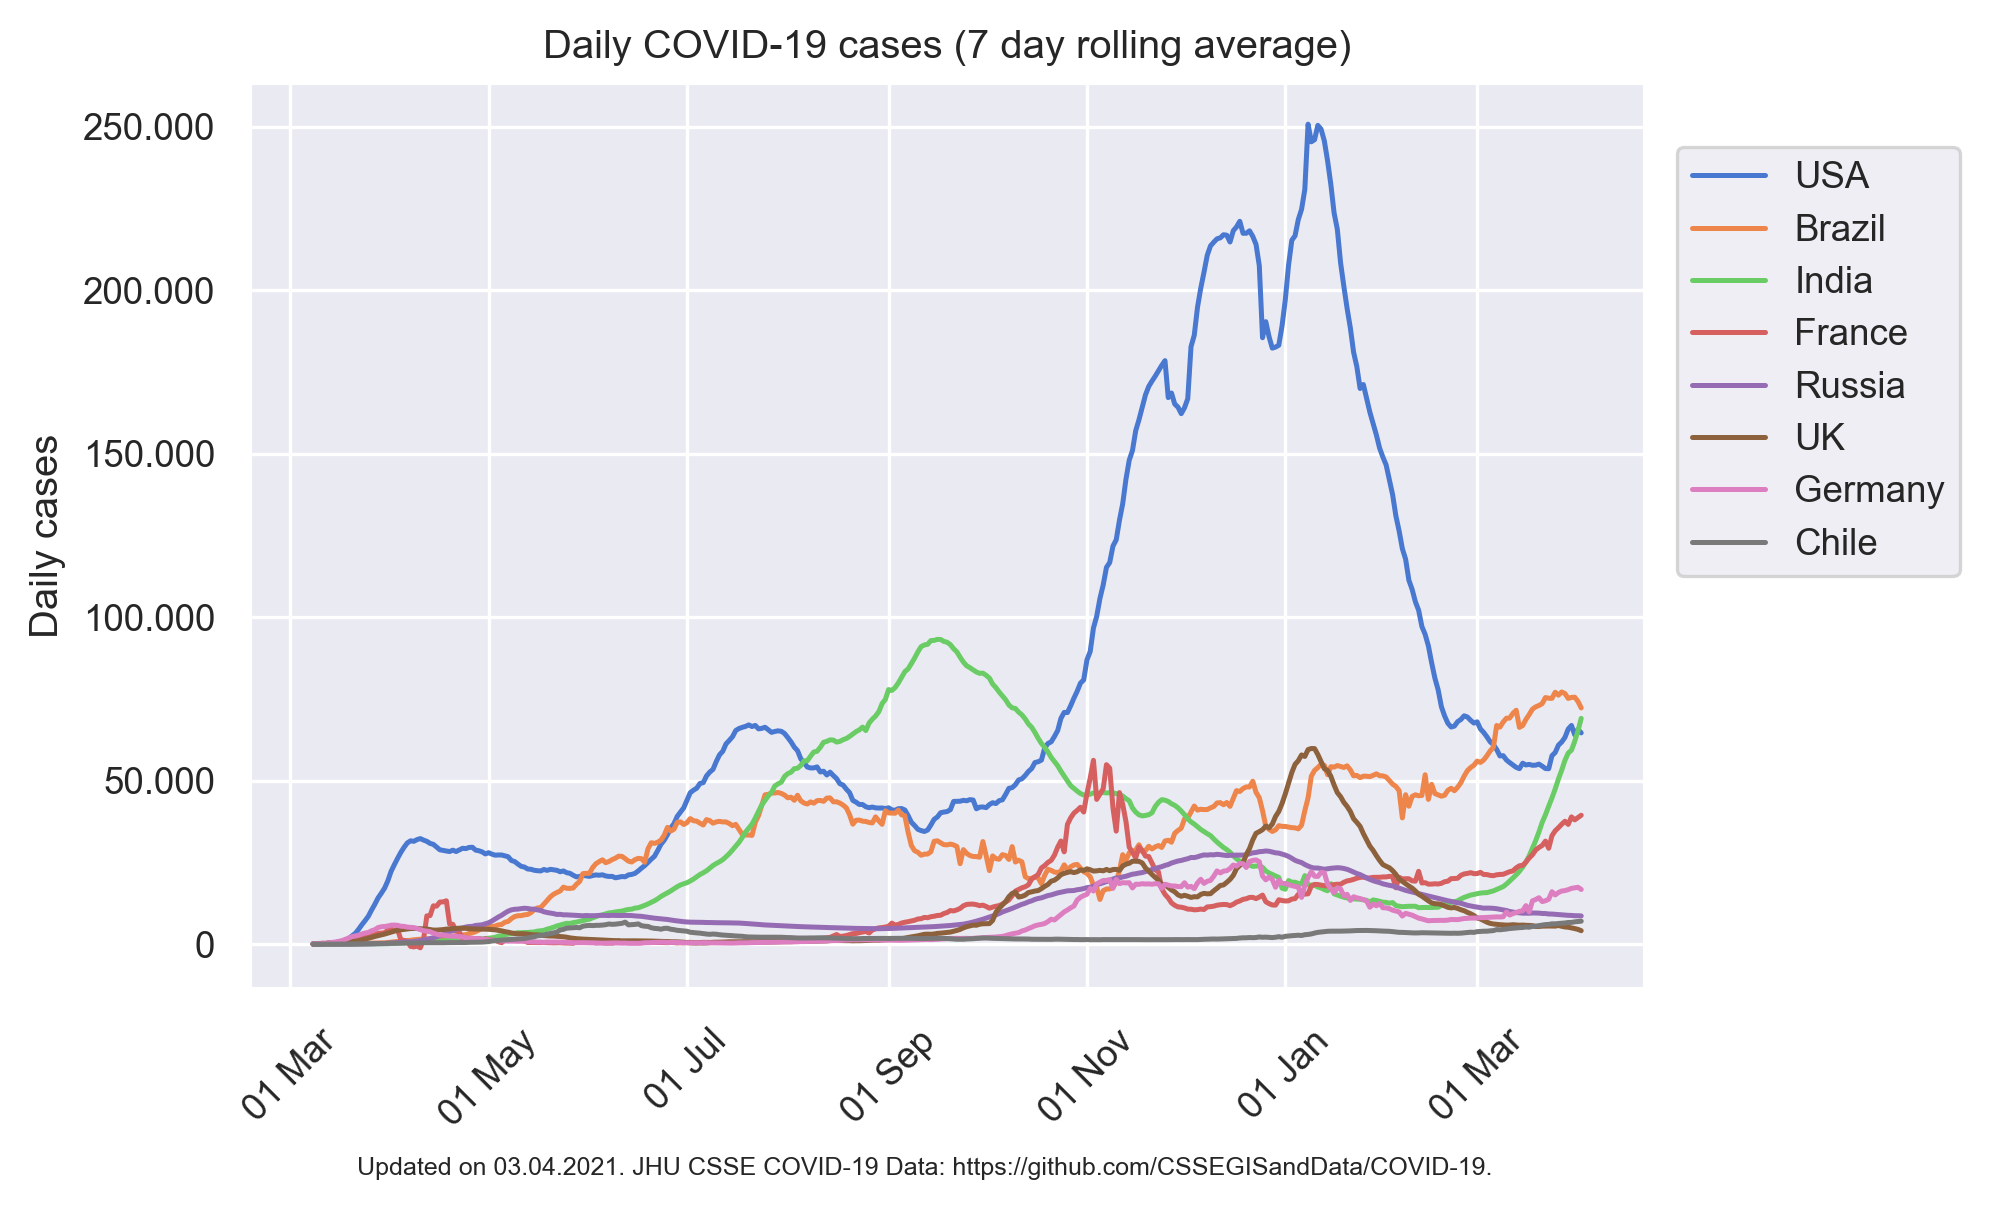 Daily COVID-19 cases (7 day rolling average)
250.000
200.000
150.000
100.000
50.000
0
Daily cases
USA
Brazil
India
France
Russia
UK
Germany
Chile
01 Mar
01 May
01 Jul
01 Sep
01 Nov
01 Jan
01 Mar
Updated on 03.04.2021. JHU CSSE COVID-19 Data: https://github.com/CSSEGISandData/COVID-19.